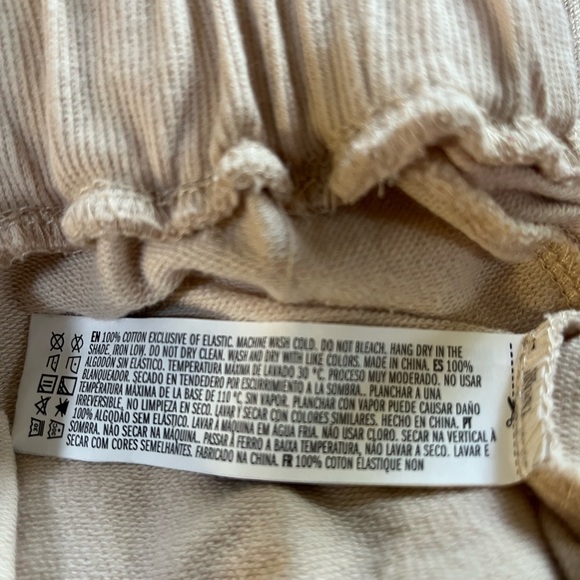 EN 100% COTTON EXCLUSIVE OF ELASTIC. MACHINE WASH COLD. DO NOT BLEACH. HANG DRY IN THE
SHADE. IRON LOW. DO NOT DRY CLEAN. WASH AND DRY WITH LIKE COLORS. MADE IN CHINA. ES 100%
ALGODÓN SIN ELÁSTICO. TEMPERATURA MÁXIMA DE LAVADO 30 °C. PROCESO MUY MODERADO. NO USAR
BLANQUEADOR. SECADO EN TENDEDERO POR ESCURRIMIENTO A LA SOMBRA.. PLANCHAR A UNA
TEMPERATURA MÁXIMA DE LA BASE DE 110 °C, SIN VAPOR. PLANCHAR CON VAPOR PUEDE CAUSAR DAÑO
IRREVERSIBLE. NO LIMPIEZA EN SECO. LAVAR Y SECAR CON COLORES SIMILARES. HECHO EN CHINA. PT
100% ALGODÃO SEM ELÁSTICO. LAVAR A MÁQUINA EM ÁGUA FRIA. NÃO USAR CLORO. SECAR NA VERTICAL À
SOMBRA. NÃO SECAR NA MÁQUINA. PASSAR A FERRO A BAIXA TEMPERATURA, NÃO LAVAR A SECO. LAVAR E
SECAR COM CORES SEMELHANTES. FABRICADO NA CHINA. FR 100% COTON ÉLASTIQUE NON